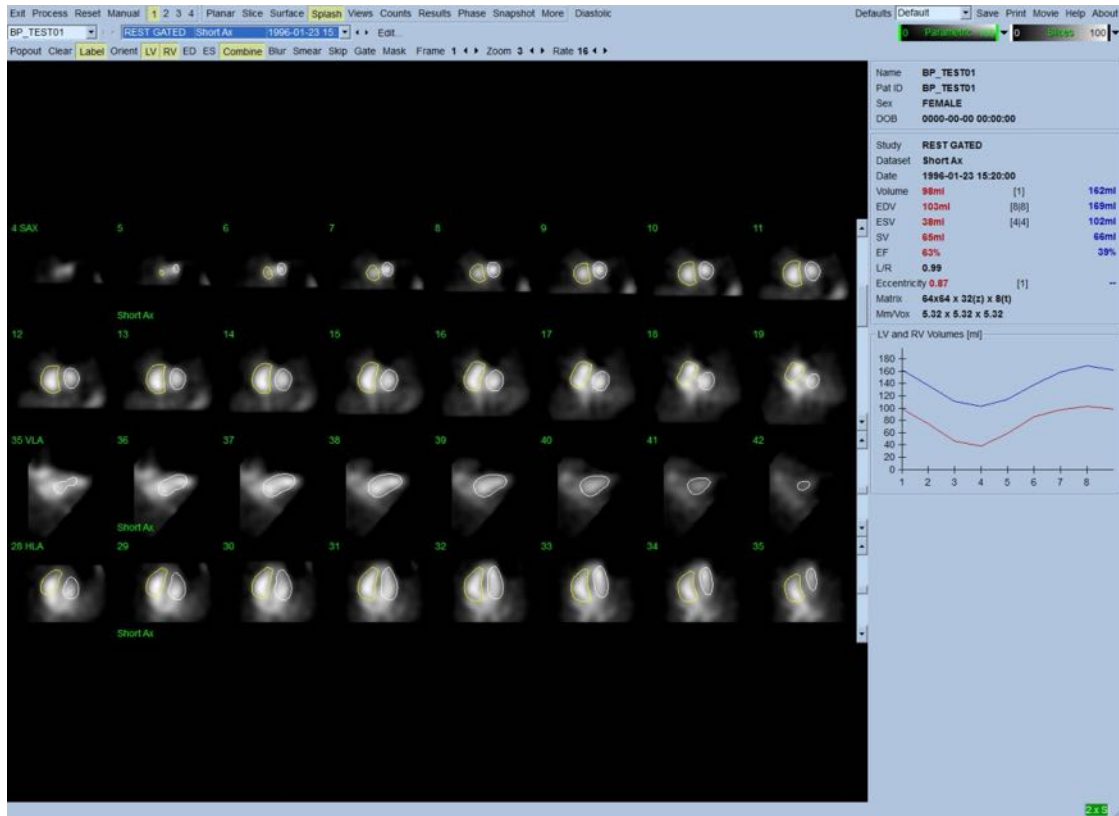 Exit Process Reset Manual 1 2 3 4 Planar Slice Surface Splash Views Counts Results Phase Snapshot More Diastolic Defaults Default Save Print Movie Help About
BP_TEST01 REST GATED Short Ax 1996-01-23 15: Edit... 0 Parametric 0 Slices 100
Popout Clear Label Orient LV RV ED ES Combine Blur Smear Skip Gate Mask Frame 1 Zoom 3 Rate 16
Name BP_TEST01
Pat ID BP_TEST01
Sex FEMALE
DOB 0000-00-00 00:00:00
Study REST GATED
Dataset Short Ax
Date 1996-01-23 15:20:00
Volume 98ml [1] 162ml
EDV 103ml [8|8] 169ml
ESV 38ml [4|4] 102ml
SV 65ml 66ml
EF 63% 39%
L/R 0.99
Eccentricity 0.87 [1] --
Matrix 64x64 x 32(z) x 8(t)
Mm/Vox 5.32 x 5.32 x 5.32
LV and RV Volumes [ml]
180
160
140
120
100
80
60
40
20
0
1 2 3 4 5 6 7 8
4 SAX 5 6 7 8 9 10 11
Short Ax
12 13 14 15 16 17 18 19
35 VLA 36 37 38 39 40 41 42
Short Ax
28 HLA 29 30 31 32 33 34 35
Short Ax
2 x S